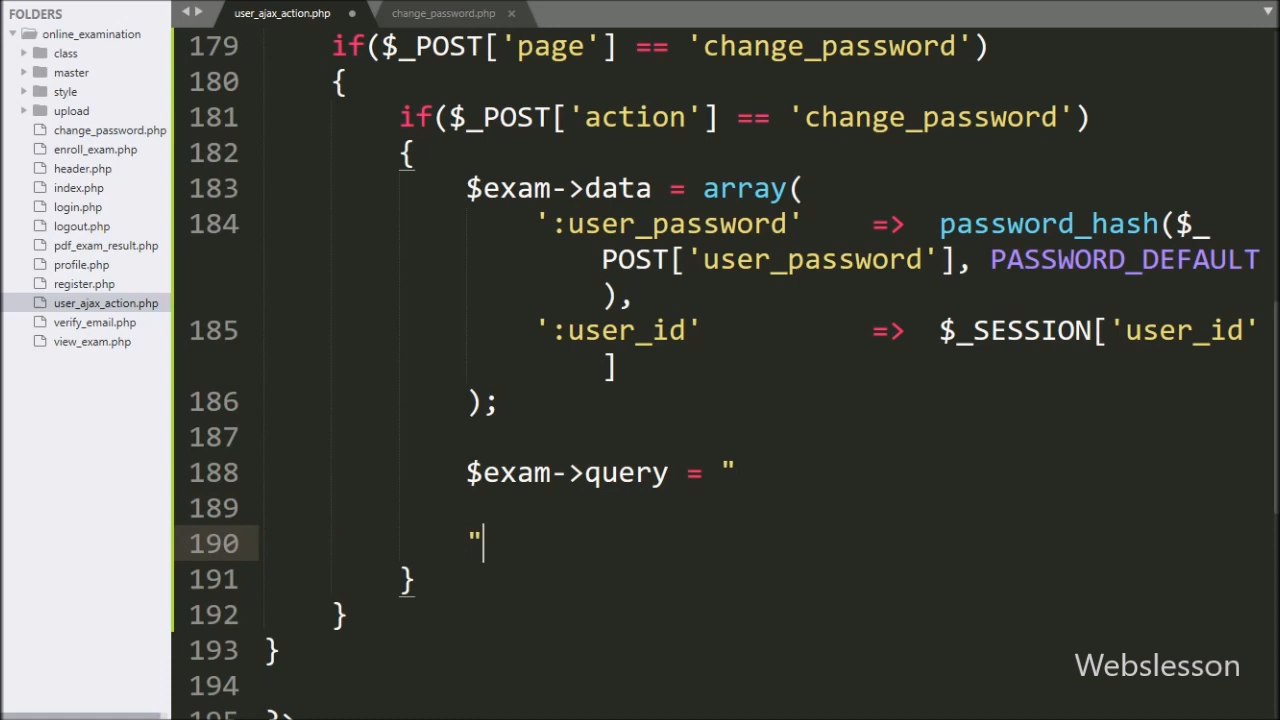 FOLDERS
online_examination
class
master
style
upload
change_password.php
enroll_exam.php
header.php
index.php
login.php
logout.php
pdf_exam_result.php
profile.php
register.php
user_ajax_action.php
verify_email.php
view_exam.php
user_ajax_action.php
change_password.php
179 if($_POST['page'] == 'change_password')
180 {
181 if($_POST['action'] == 'change_password')
182 {
183 $exam->data = array(
184 ':user_password' => password_hash($_
POST['user_password'], PASSWORD_DEFAULT
),
185 ':user_id' => $_SESSION['user_id'
]
186 );
187
188 $exam->query = "
189
190 "
191 }
192 }
193 }
194
Webslesson